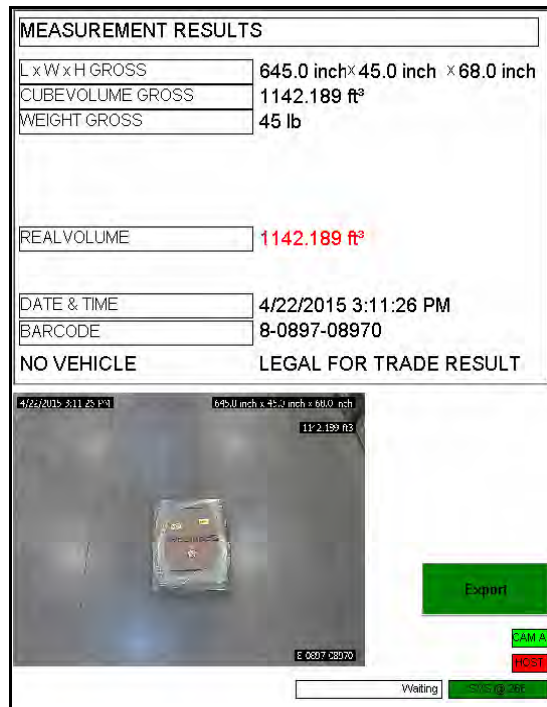 MEASUREMENT RESULTS
L x W x H GROSS 645.0 inch x 45.0 inch x 68.0 inch
CUBEVOLUME GROSS 1142.189 ft³
WEIGHT GROSS 45 lb
REALVOLUME 1142.189 ft³
DATE & TIME 4/22/2015 3:11:26 PM
BARCODE 8-0897-08970
NO VEHICLE LEGAL FOR TRADE RESULT
4/22/2015 3:11:25 PM 645.0 inch x 45.0 inch x 68.0 inch
1142.189 ft3
Export
CAM A
HOST
Waiting